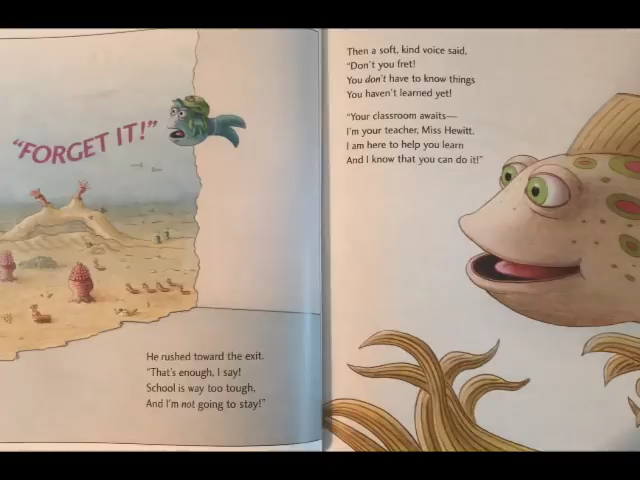 "FORGET IT!"
He rushed toward the exit.
"That's enough, I say!
School is way too tough,
And I'm not going to stay!"
Then a soft, kind voice said,
"Don't you fret!
You don't have to know things
You haven't learned yet!
"Your classroom awaits—
I'm your teacher, Miss Hewitt.
I am here to help you learn
And I know that you can do it!"